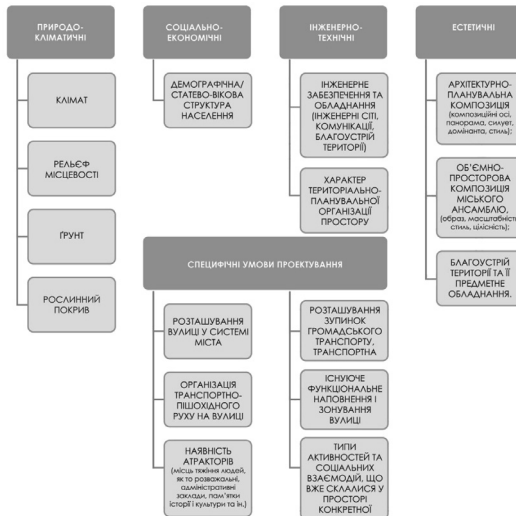 ПРИРОДО-
КЛІМАТИЧНІ
КЛІМАТ
РЕЛЬЄФ
МІСЦЕВОСТІ
ҐРУНТ
РОСЛИННИЙ
ПОКРИВ
СОЦІАЛЬНО-
ЕКОНОМІЧНІ
ДЕМОГРАФІЧНА/
СТАТЕВО-ВІКОВА
СТРУКТУРА
НАСЕЛЕННЯ
ІНЖЕНЕРНО-
ТЕХНІЧНІ
ІНЖЕНЕРНЕ
ЗАБЕЗПЕЧЕННЯ ТА
ОБЛАДНАННЯ
(ІНЖЕНЕРНІ СІТІ,
КОМУНІКАЦІЇ,
БЛАГОУСТРІЙ
ТЕРИТОРІЇ)
ХАРАКТЕР
ТЕРИТОРІАЛЬНО-
ПЛАНУВАЛЬНОЇ
ОРГАНІЗАЦІЇ
ПРОСТОРУ
ЕСТЕТИЧНІ
АРХІТЕКТУРНО-
ПЛАНУВАЛЬНА
КОМПОЗИЦІЯ
(композиційні осі,
панорама, силует,
домінанта, стиль);
ОБ'ЄМНО-
ПРОСТОРОВА
КОМПОЗИЦІЯ
МІСЬКОГО
АНСАМБЛЮ,
(образ, масштабність
стиль, цілісність);
БЛАГОУСТРІЙ
ТЕРИТОРІЇ ТА ЇЇ
ПРЕДМЕТНЕ
ОБЛАДНАННЯ.
СПЕЦИФІЧНІ УМОВИ ПРОЕКТУВАННЯ
РОЗТАШУВАННЯ
ВУЛИЦІ У СИСТЕМІ
МІСТА
ОРГАНІЗАЦІЯ
ТРАНСПОРТНО-
ПІШОХІДНОГО
РУХУ НА ВУЛИЦІ
НАЯВНІСТЬ
АТРАКТОРІВ
(місць тяжіння людей,
як то розважальні,
адміністративні
заклади, пам'ятки
історії і культури та ін.)
РОЗТАШУВАННЯ
ЗУПИНОК
ГРОМАДСЬКОГО
ТРАНСПОРТУ,
ТРАНСПОРТНА
ІСНУЮЧЕ
ФУНКЦІОНАЛЬНЕ
НАПОВНЕННЯ І
ЗОНУВАННЯ
ВУЛИЦІ
ТИПИ
АКТИВНОСТЕЙ ТА
СОЦІАЛЬНИХ
ВЗАЄМОДІЙ, ЩО
ВЖЕ СКЛАЛИСЯ У
ПРОСТОРІ
КОНКРЕТНОЇ